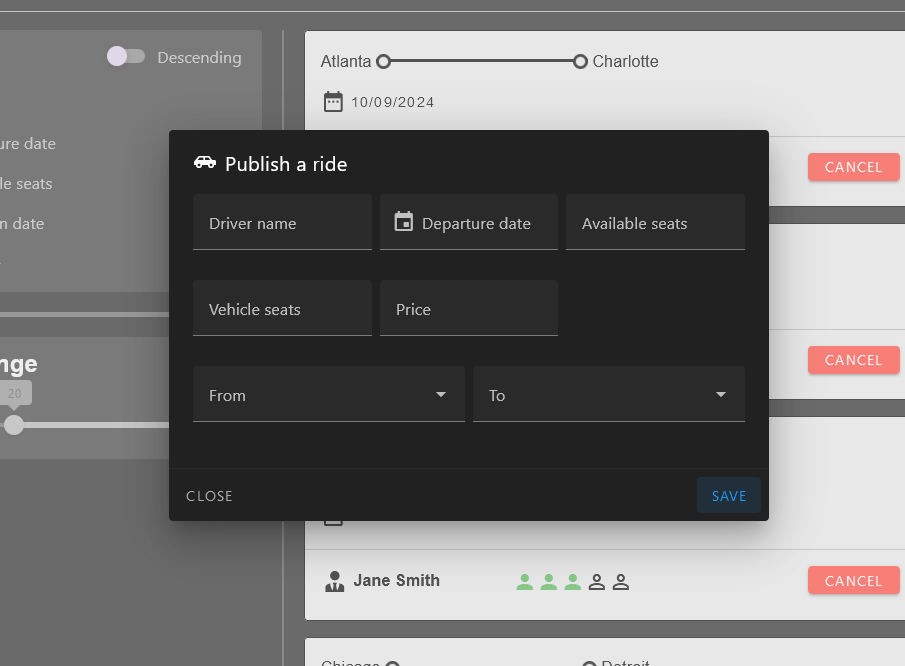 Descending
ure date
le seats
n date
nge
20
Atlanta Charlotte
10/09/2024
CANCEL
Publish a ride
Driver name Departure date Available seats
Vehicle seats Price
From To
CLOSE SAVE
CANCEL
Jane Smith CANCEL
Chicago Detroit